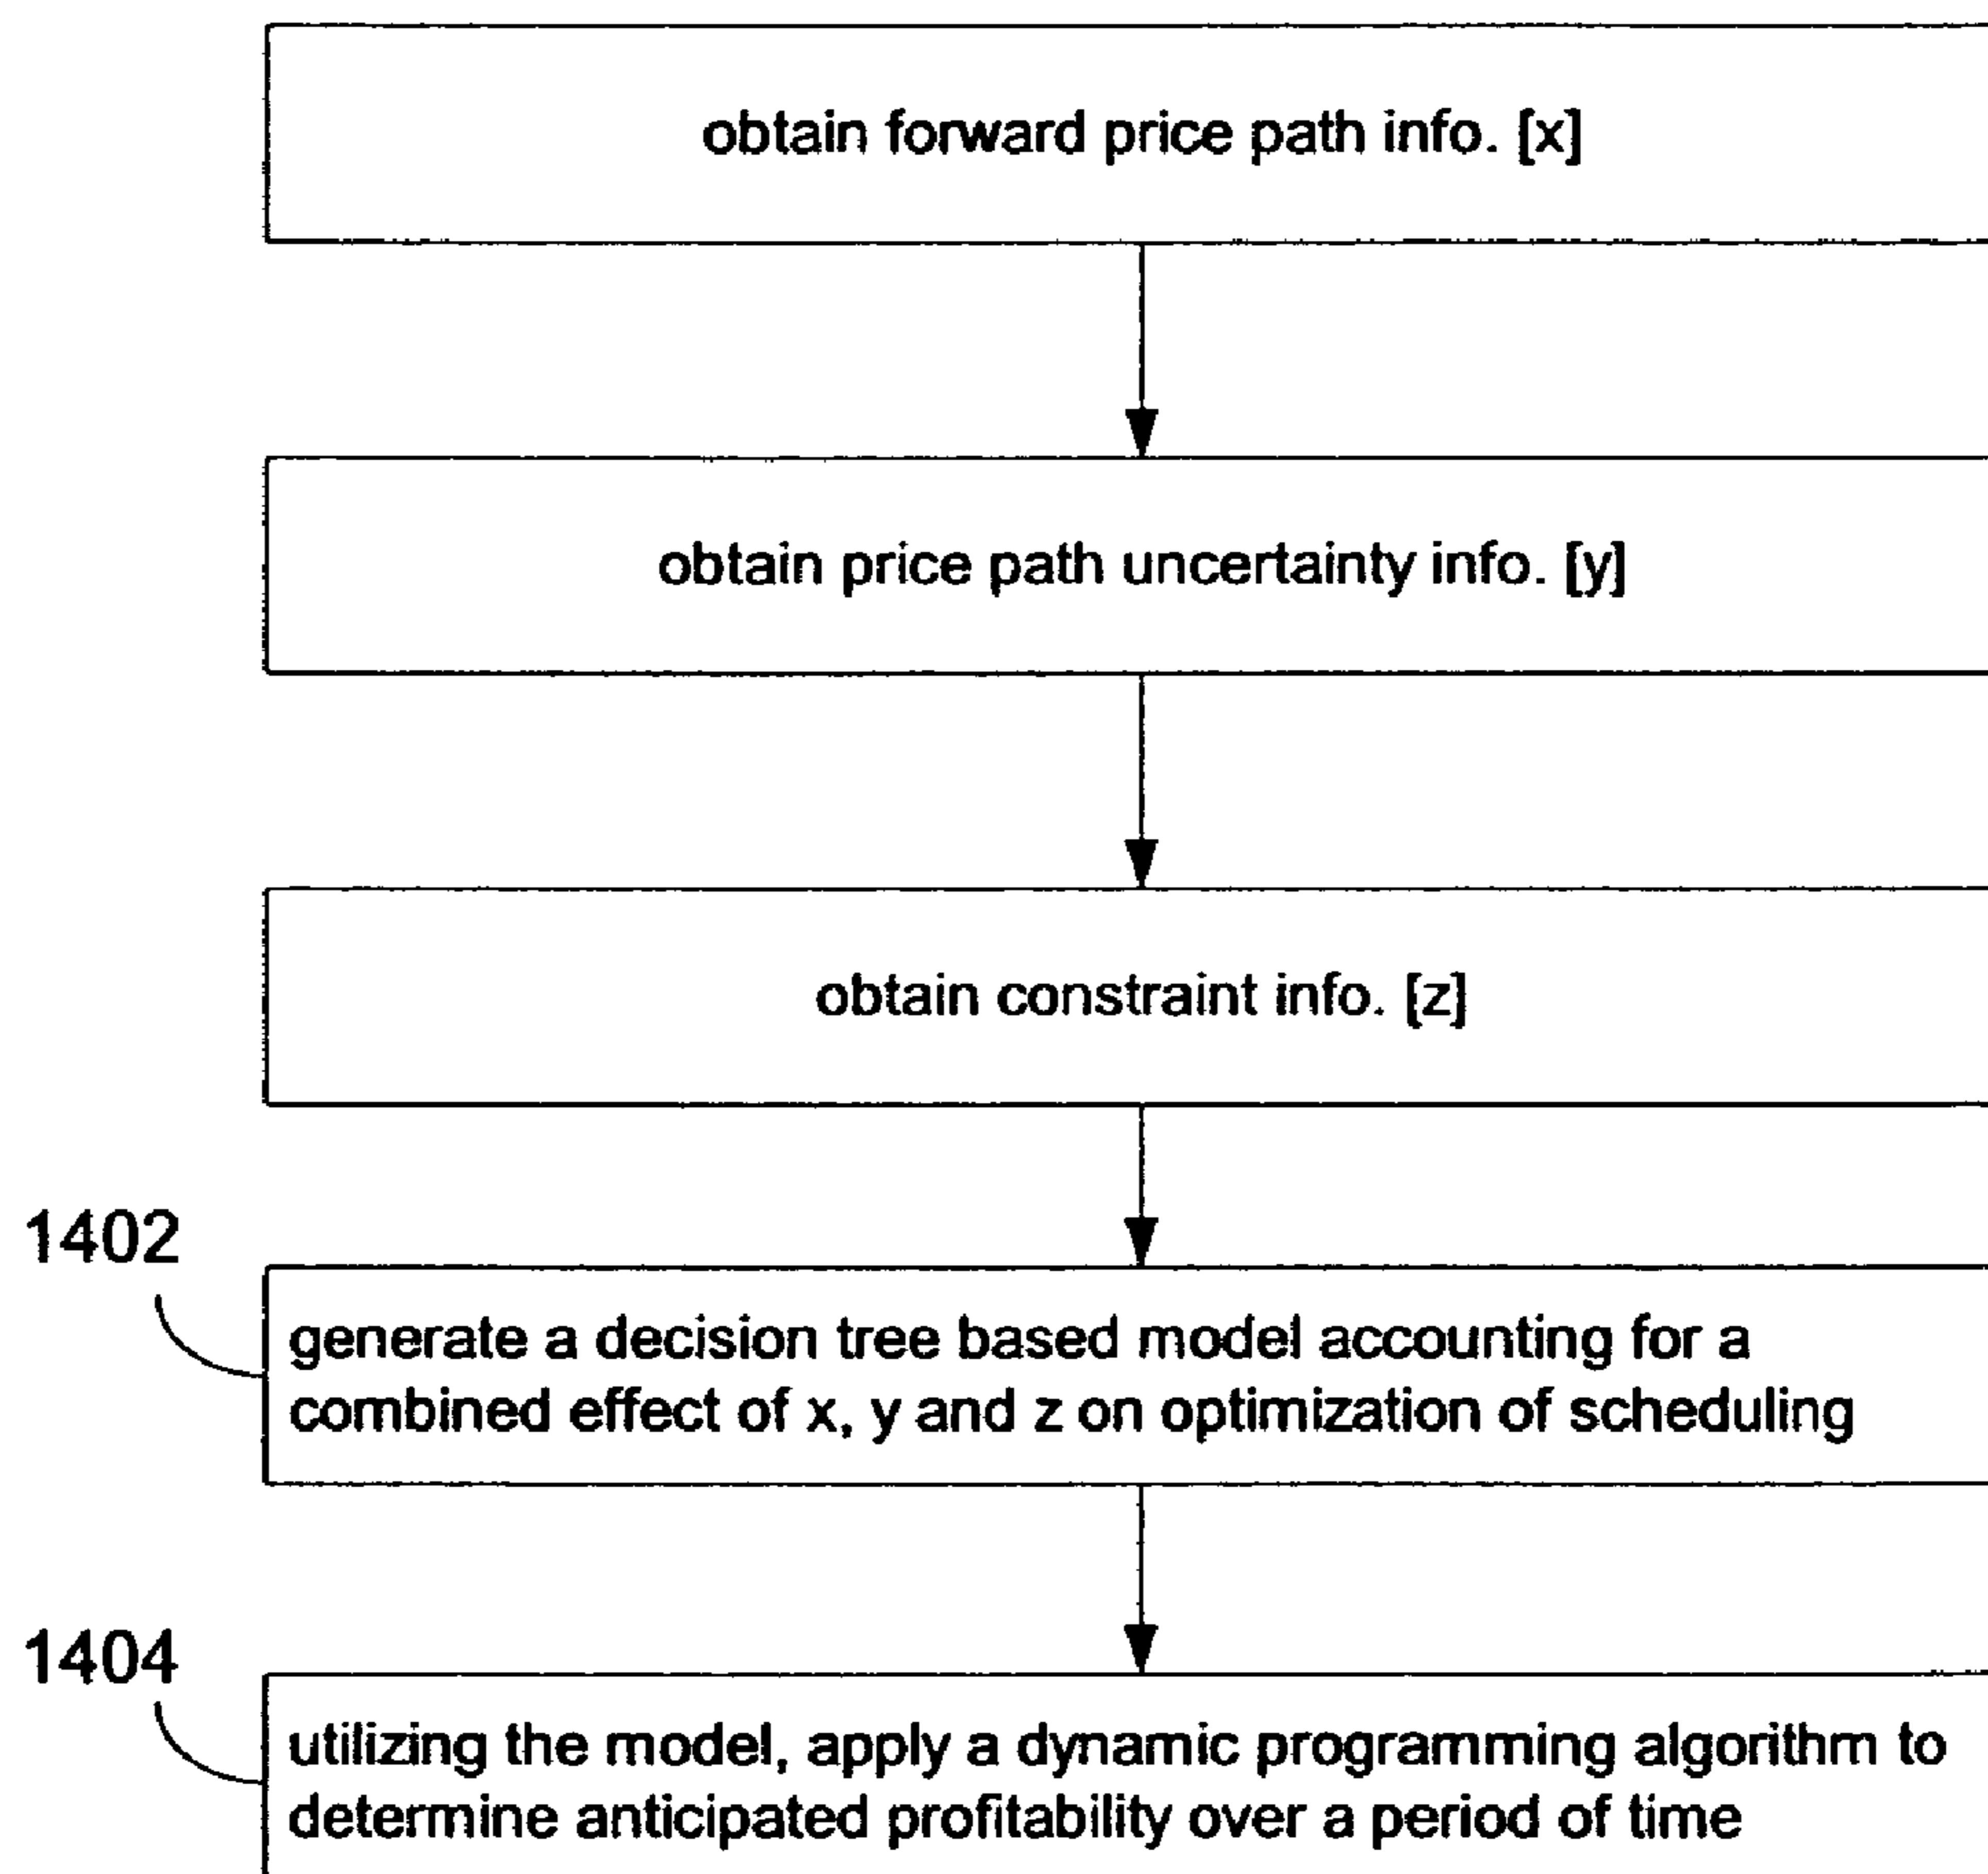 obtain forward price path info. [x]
obtain price path uncertainty info. [y]
obtain constraint info. [z]
1402
generate a decision tree based model accounting for a
combined effect of x, y and z on optimization of scheduling
1404
utilizing the model, apply a dynamic programming algorithm to
determine anticipated profitability over a period of time